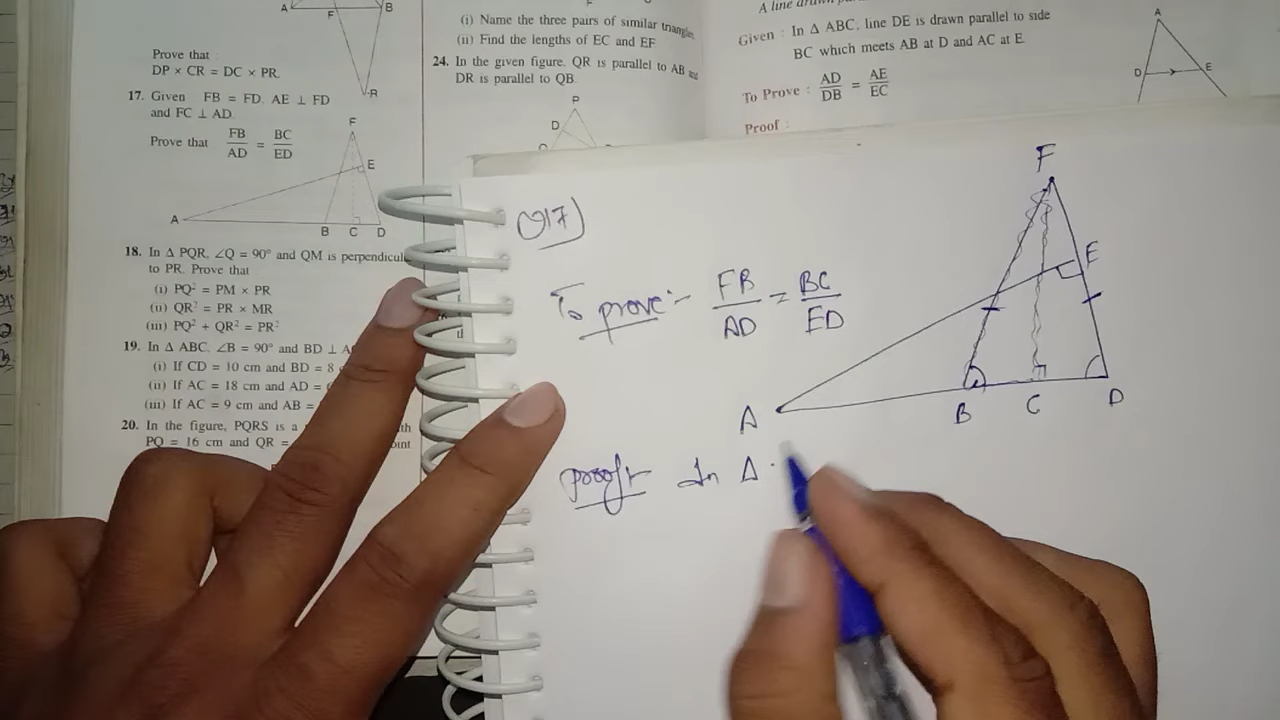 A F B
R
Prove that :
DP × CR = DC × PR.
17. Given FB = FD, AE ⊥ FD
and FC ⊥ AD.
Prove that FB/AD = BC/ED
F
E
A B C D
18. In Δ PQR, ∠Q = 90° and QM is perpendicul
to PR. Prove that
(i) PQ² = PM × PR
(ii) QR² = PR × MR
(iii) PQ² + QR² = PR²
19. In Δ ABC, ∠B = 90° and BD ⊥ A
(i) If CD = 10 cm and BD = 8
(ii) If AC = 18 cm and AD =
(iii) If AC = 9 cm and AB =
20. In the figure, PQRS is a
PQ = 16 cm and QR =
(i) Name the three pairs of similar triangles.
(ii) Find the lengths of EC and EF
24. In the given figure, QR is parallel to AB and
DR is parallel to QB.
P
D
A line
Given : In Δ ABC, line DE is drawn parallel to side
BC which meets AB at D and AC at E.
To Prove : AD/DB = AE/EC
Proof :
A
D E
Q17)
To prove:- FB/AD = BC/ED
F
E
A B C D
proof:- In Δ